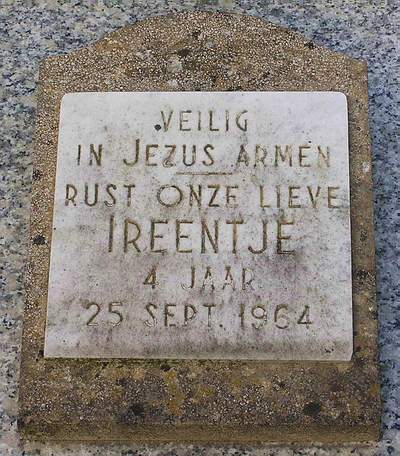 VEILIG
IN JEZUS ARMEN
RUST ONZE LIEVE
IREENTJE
4 JAAR
25 SEPT. 1964